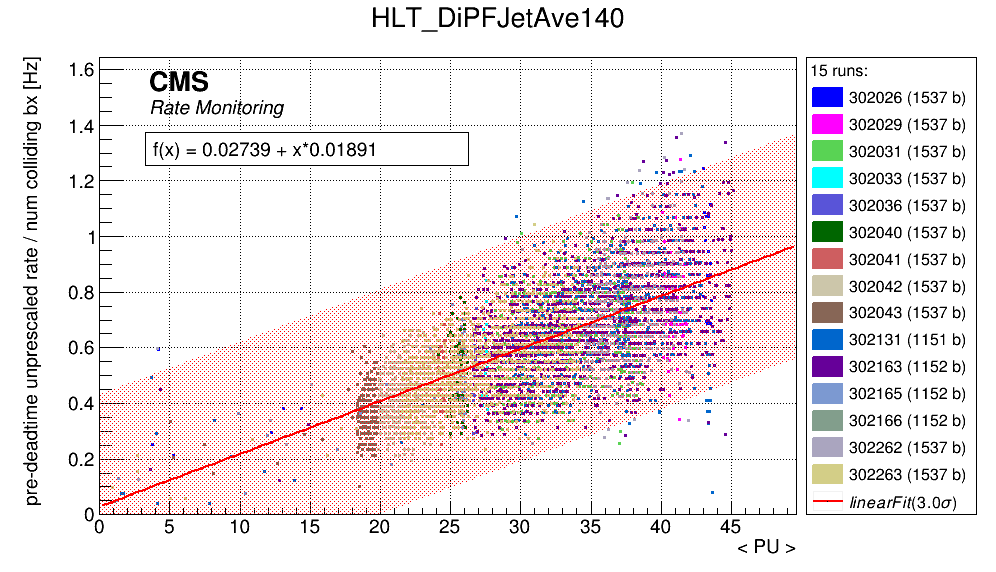 HLT_DiPFJetAve140
pre-deadtime unprescaled rate / num colliding bx [Hz]
1.6
1.4
1.2
1
0.8
0.6
0.4
0.2
0
CMS
Rate Monitoring
f(x) = 0.02739 + x*0.01891
0 5 10 15 20 25 30 35 40 45
< PU >
15 runs:
302026 (1537 b)
302029 (1537 b)
302031 (1537 b)
302033 (1537 b)
302036 (1537 b)
302040 (1537 b)
302041 (1537 b)
302042 (1537 b)
302043 (1537 b)
302131 (1151 b)
302163 (1152 b)
302165 (1152 b)
302166 (1152 b)
302262 (1537 b)
302263 (1537 b)
linearFit(3.0σ)